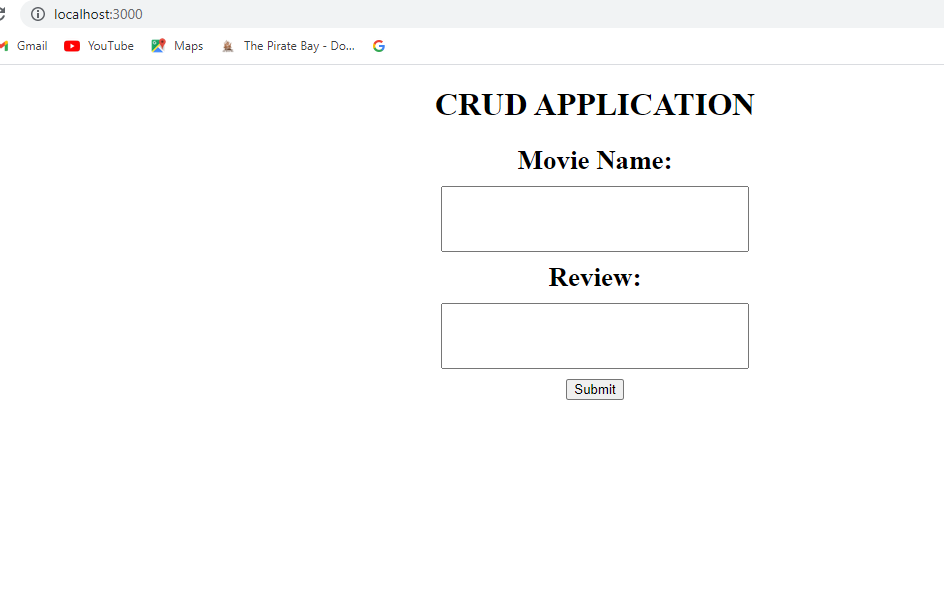 localhost:3000
Gmail YouTube Maps The Pirate Bay - Do...
CRUD APPLICATION
Movie Name:
Review:
Submit